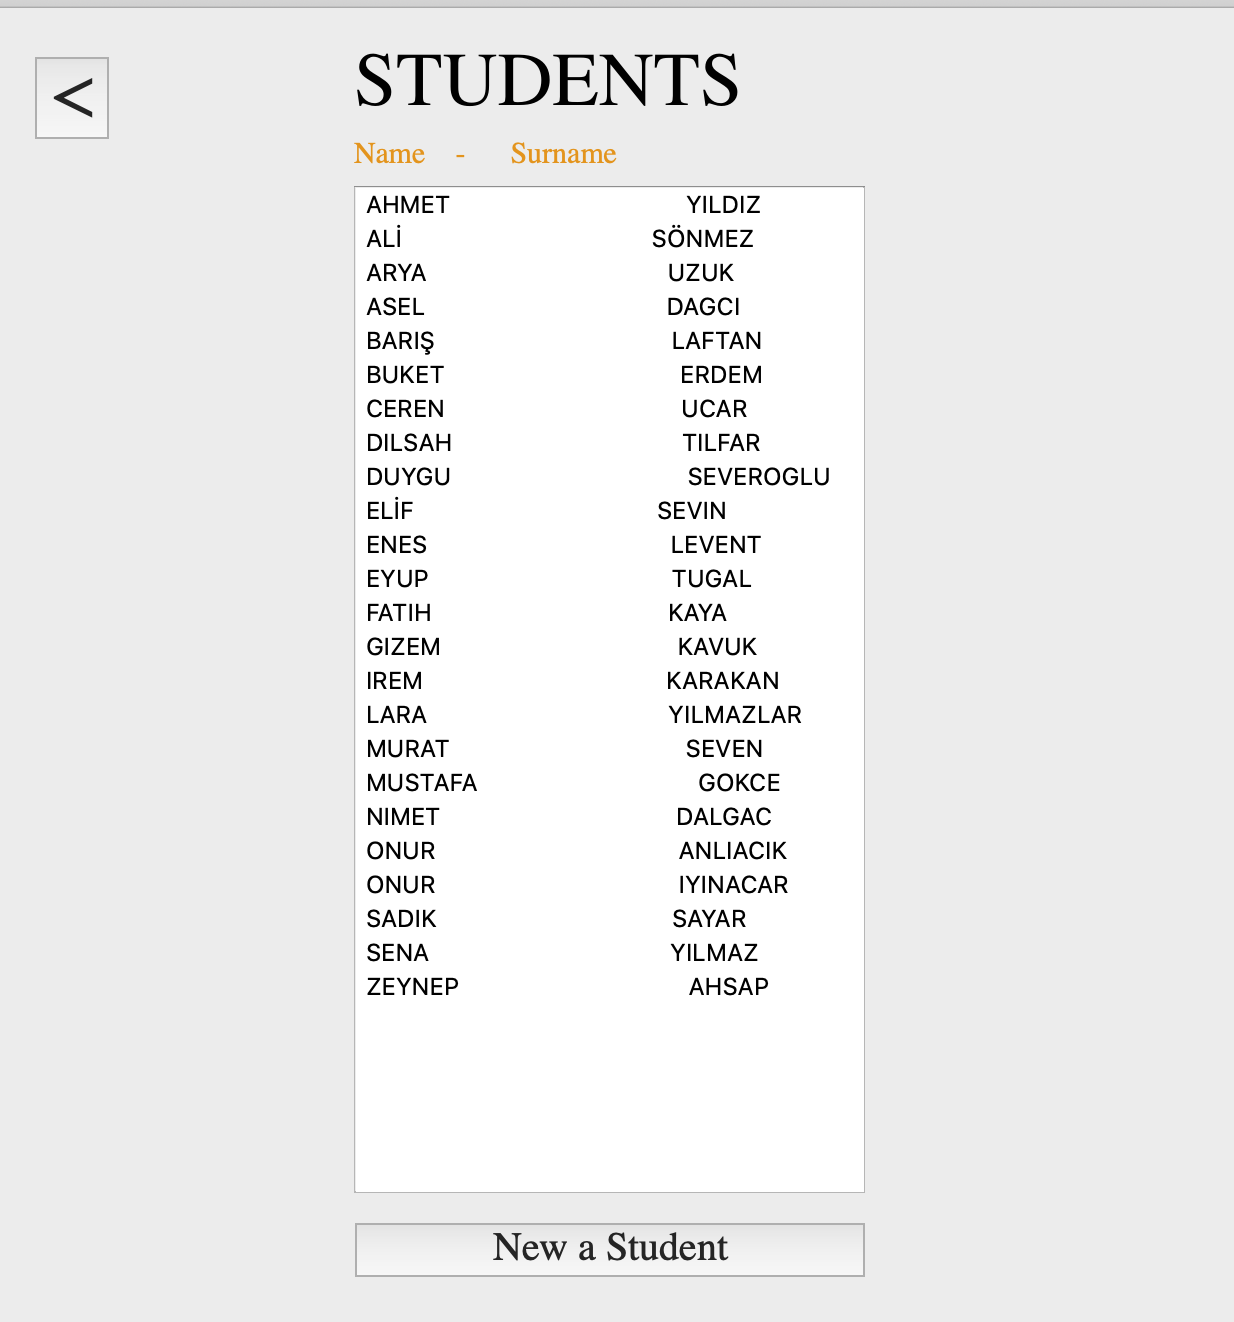 <
STUDENTS
Name - Surname
AHMET YILDIZ
ALİ SÖNMEZ
ARYA UZUK
ASEL DAGCI
BARIŞ LAFTAN
BUKET ERDEM
CEREN UCAR
DILSAH TILFAR
DUYGU SEVEROGLU
ELİF SEVIN
ENES LEVENT
EYUP TUGAL
FATIH KAYA
GIZEM KAVUK
IREM KARAKAN
LARA YILMAZLAR
MURAT SEVEN
MUSTAFA GOKCE
NIMET DALGAC
ONUR ANLIACIK
ONUR IYINACAR
SADIK SAYAR
SENA YILMAZ
ZEYNEP AHSAP
New a Student